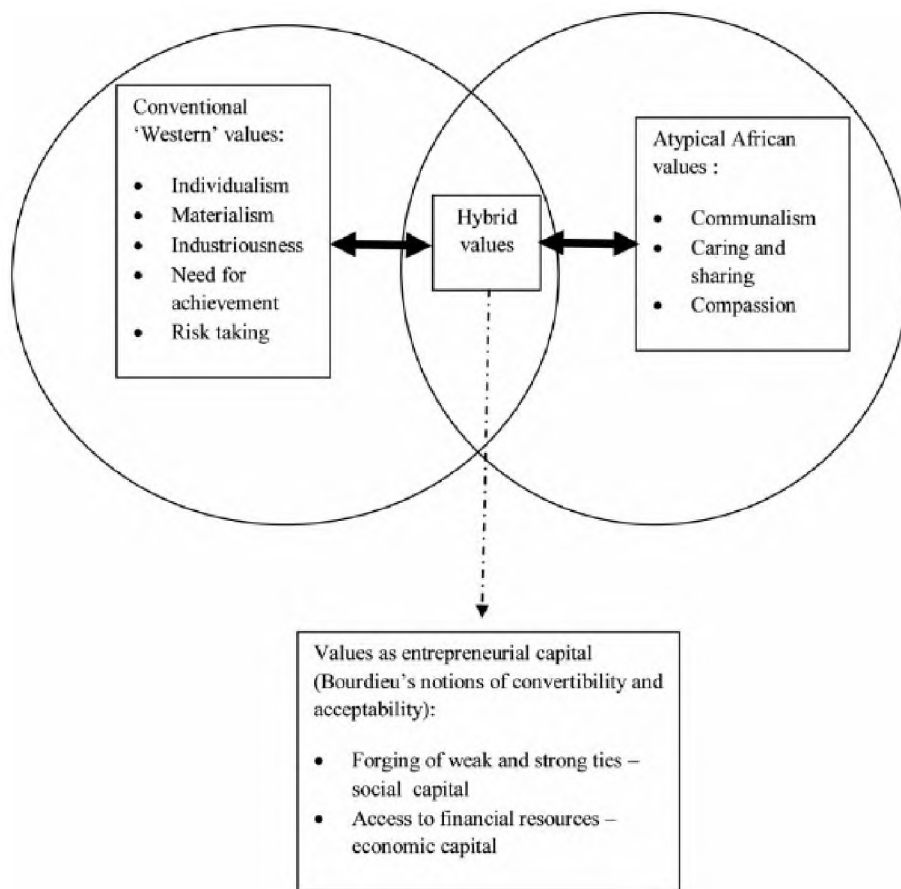 Conventional
‘Western’ values:
• Individualism
• Materialism
• Industriousness
• Need for
achievement
• Risk taking
Hybrid
values
Atypical African
values :
• Communalism
• Caring and
sharing
• Compassion
Values as entrepreneurial capital
(Bourdieu’s notions of convertibility and
acceptability):
• Forging of weak and strong ties –
social capital
• Access to financial resources –
economic capital